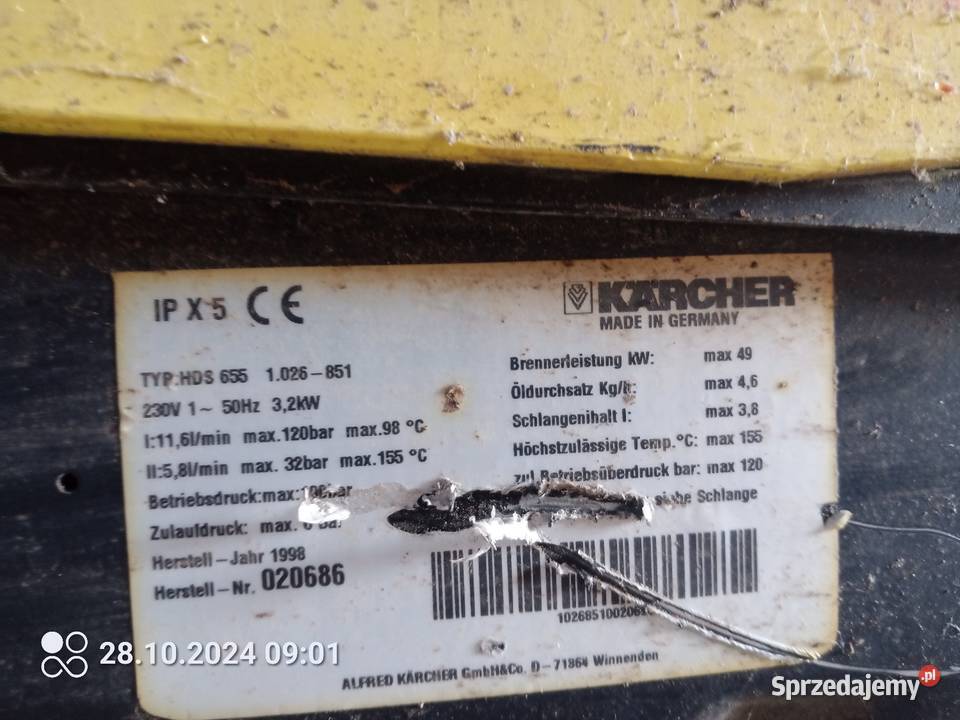 IP X 5 CE
KÄRCHER
MADE IN GERMANY
TYP:HDS 655 1.026-851
230V 1~ 50Hz 3,2kW
I:11,6l/min max.120bar max.98 °C
II:5,8l/min max. 32bar max.155 °C
Betriebsdruck:max.
Zulaufdruck: max.
Herstell-Jahr 1998
Herstell-Nr. 020686
Brennerleistung kW: max 49
Öldurchsatz Kg/h: max 4,6
Schlangeninhalt l: max 3,8
Höchstzulässige Temp.°C: max 155
zul Betriebsüberdruck bar: max 120
siehe Schlange
ALFRED KÄRCHER GmbH&Co. D-71364 Winnenden
28.10.2024 09:01
Sprzedajemy.pl